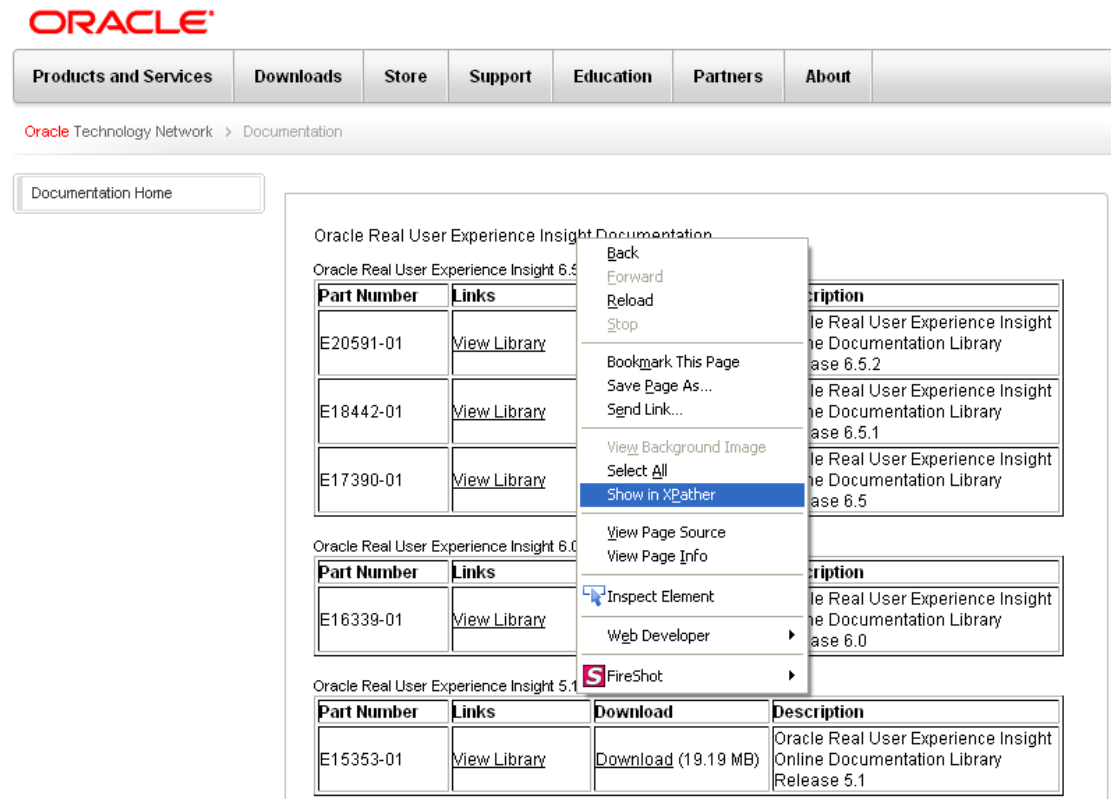 ORACLE
Products and Services Downloads Store Support Education Partners About
Oracle Technology Network > Documentation
Documentation Home
Oracle Real User Experience Insight Documentation
Oracle Real User Experience Insight 6.5
Part Number Links cription
E20591-01 View Library le Real User Experience Insight
ne Documentation Library
ase 6.5.2
E18442-01 View Library le Real User Experience Insight
ne Documentation Library
ase 6.5.1
E17390-01 View Library le Real User Experience Insight
ne Documentation Library
ase 6.5
Oracle Real User Experience Insight 6.0
Part Number Links cription
E16339-01 View Library le Real User Experience Insight
ne Documentation Library
ase 6.0
Oracle Real User Experience Insight 5.1
Part Number Links Download Description
E15353-01 View Library Download (19.19 MB) Oracle Real User Experience Insight
Online Documentation Library
Release 5.1
Back
Forward
Reload
Stop
Bookmark This Page
Save Page As...
Send Link...
View Background Image
Select All
Show in XPather
View Page Source
View Page Info
Inspect Element
Web Developer
S FireShot